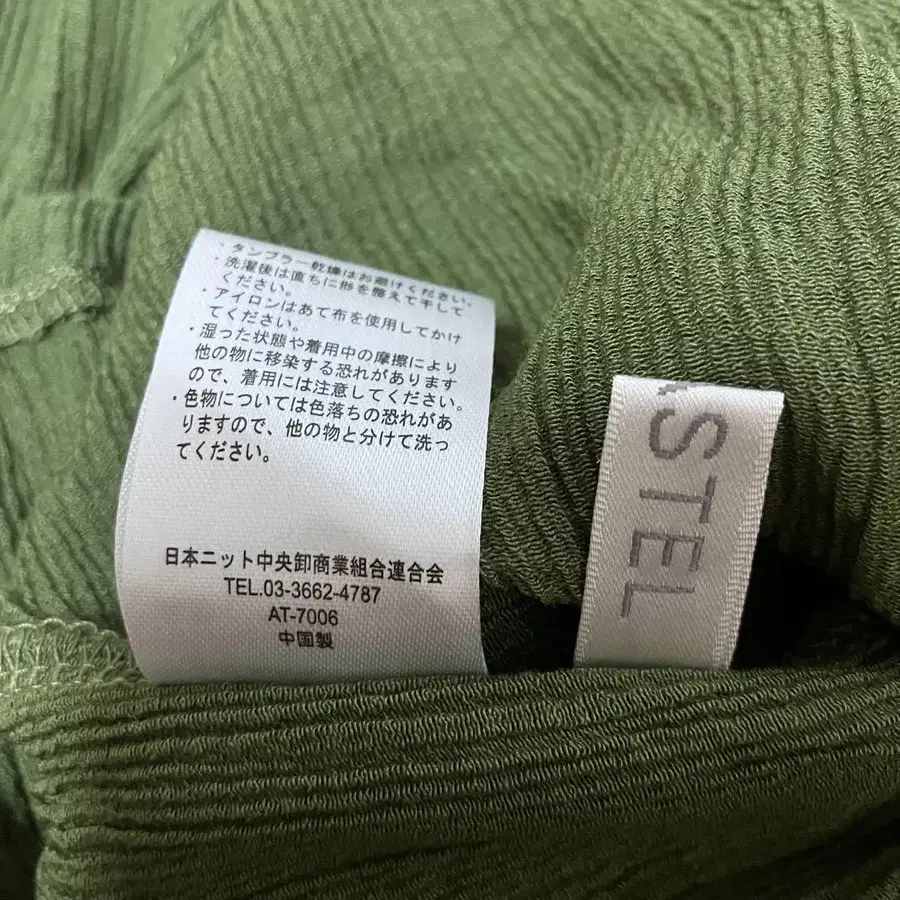 ・タンブラー乾燥はお避けください。
・洗濯後は直ちに形を整えて干して
ください。
・アイロンはあて布を使用してかけ
てください。
・湿った状態や着用中の摩擦により
他の物に移染する恐れがあります
ので、着用には注意してください。
・色物については色落ちの恐れがあ
りますので、他の物と分けて洗っ
てください。
日本ニット中央卸商業組合連合会
TEL.03-3662-4787
AT-7006
中国製
ASTEL